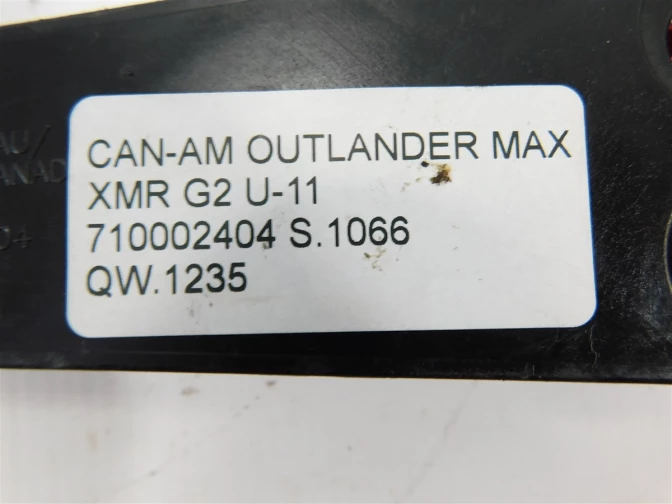 CAN-AM OUTLANDER MAX
XMR G2 U-11
710002404 S.1066
QW.1235